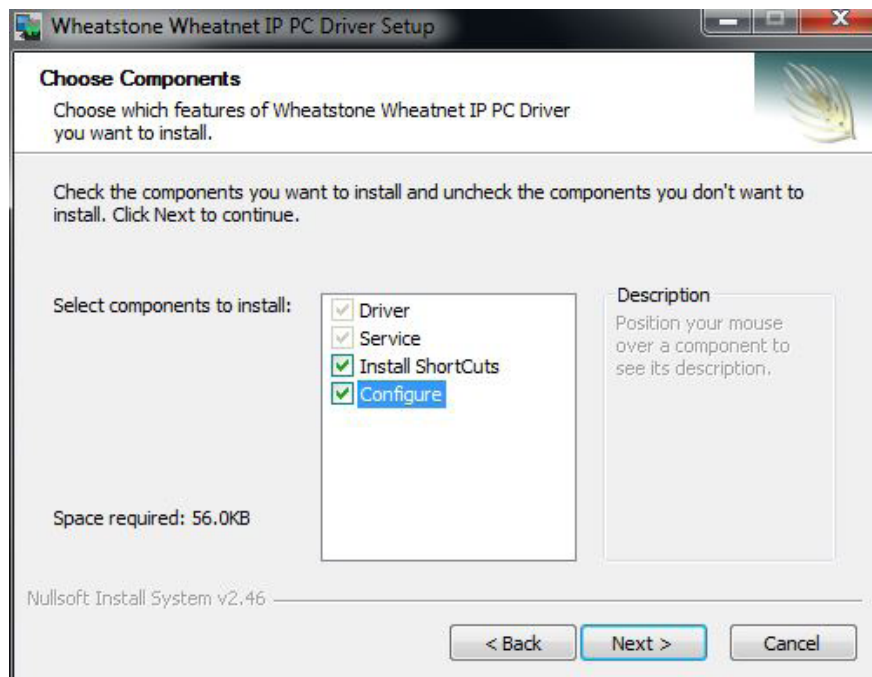 Wheatstone Wheatnet IP PC Driver Setup
Choose Components
Choose which features of Wheatstone Wheatnet IP PC Driver
you want to install.
Check the components you want to install and uncheck the components you don't want to
install. Click Next to continue.
Select components to install:
Driver
Service
Install ShortCuts
Configure
Description
Position your mouse
over a component to
see its description.
Space required: 56.0KB
Nullsoft Install System v2.46
< Back
Next >
Cancel